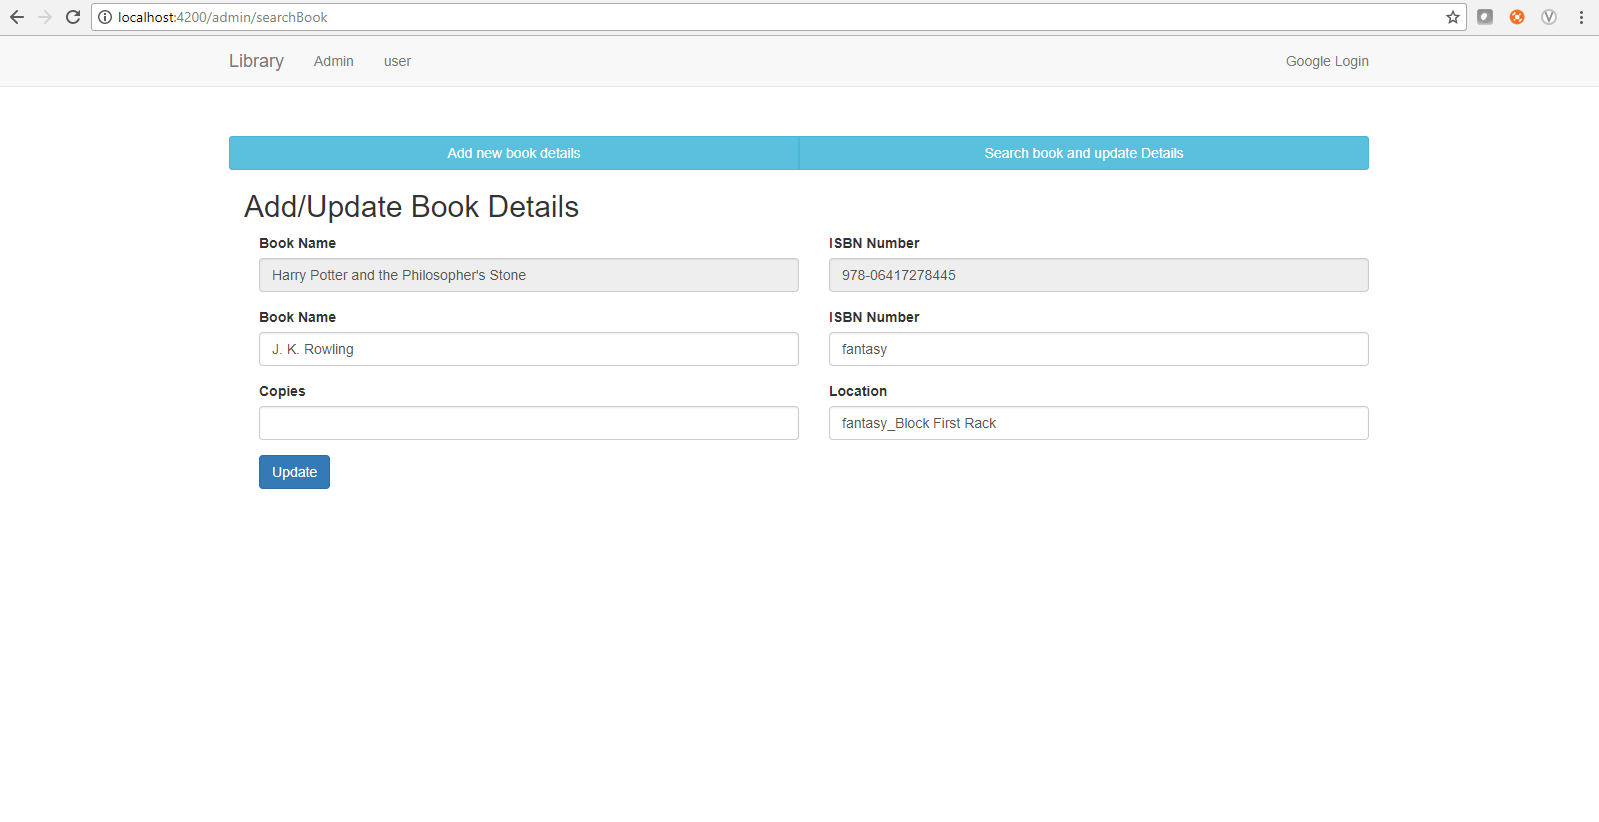 localhost:4200/admin/searchBook
Library Admin user Google Login
Add new book details Search book and update Details
Add/Update Book Details
Book Name ISBN Number
Harry Potter and the Philosopher's Stone 978-06417278445
Book Name ISBN Number
J. K. Rowling fantasy
Copies Location
fantasy_Block First Rack
Update